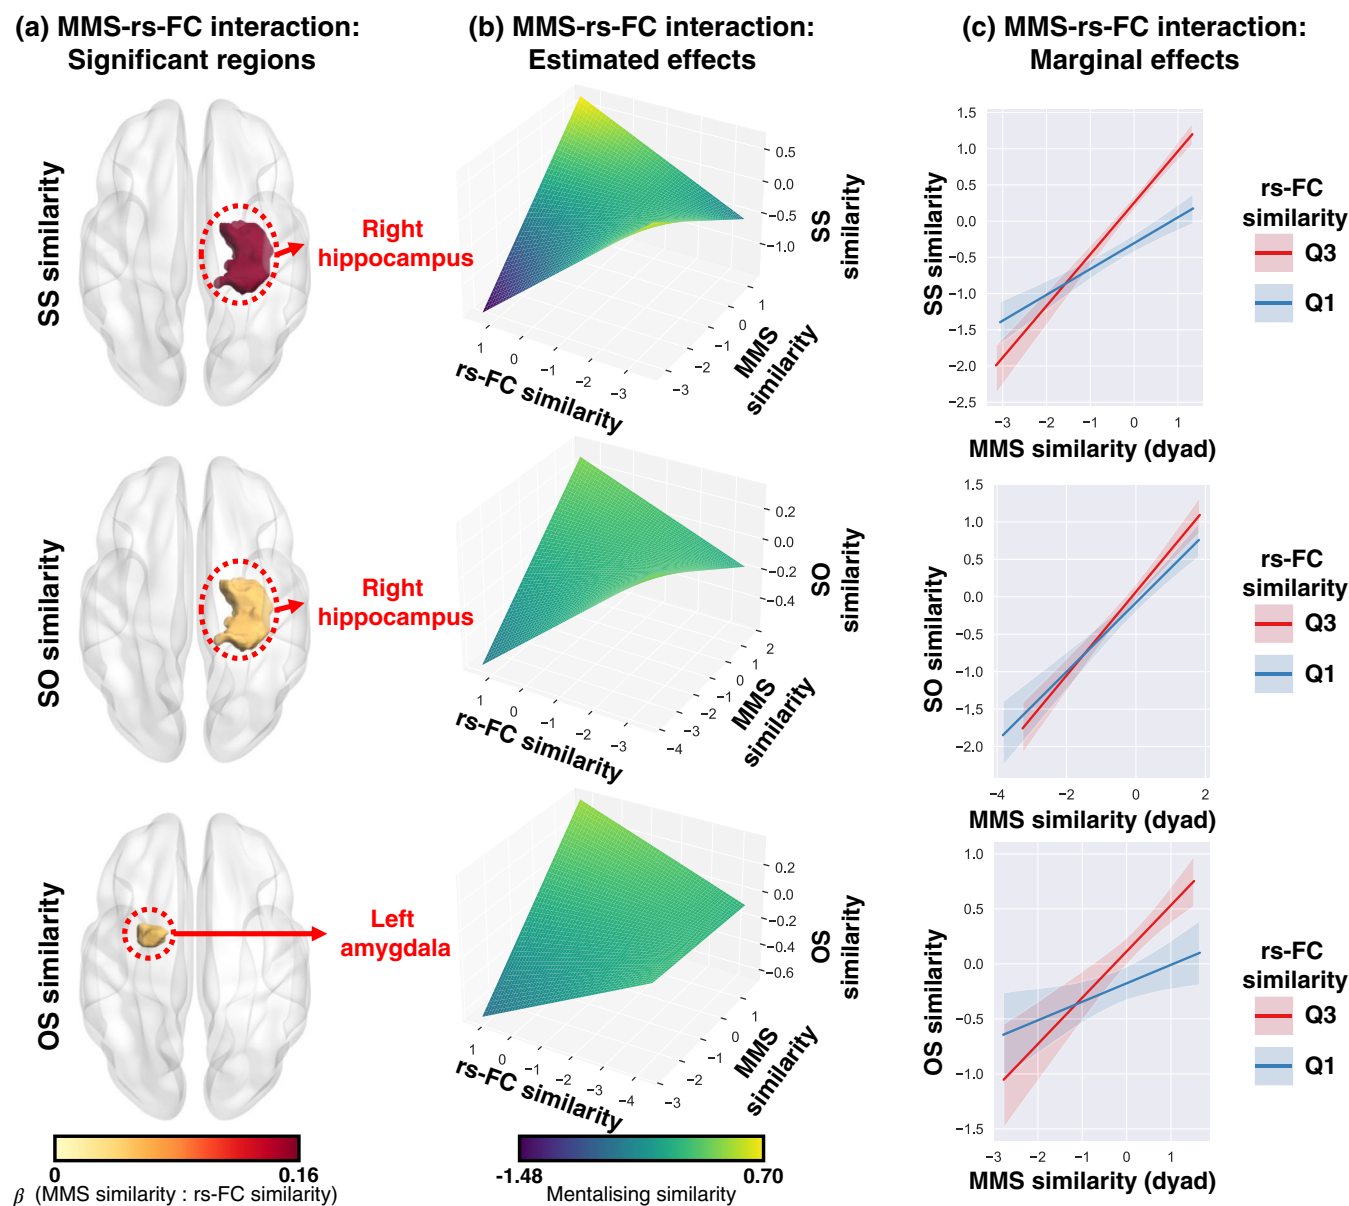 (a) MMS-rs-FC interaction:
Significant regions
(b) MMS-rs-FC interaction:
Estimated effects
(c) MMS-rs-FC interaction:
Marginal effects
SS similarity
Right
hippocampus
0.5
0.0
−0.5
−1.0
SS
similarity
1
0
−1
−2
−3
MMS
similarity
1
0
−1
−2
−3
rs-FC similarity
SS similarity
1.5
1.0
0.5
0.0
−0.5
−1.0
−1.5
−2.0
−2.5
−3 −2 −1 0 1
MMS similarity (dyad)
rs-FC
similarity
Q3
Q1
SO similarity
Right
hippocampus
0.2
0.0
−0.2
−0.4
SO
similarity
2
1
0
−1
−2
−3
−4
MMS
similarity
1
0
−1
−2
−3
rs-FC similarity
SO similarity
1.5
1.0
0.5
0.0
−0.5
−1.0
−1.5
−2.0
−4 −2 0 2
MMS similarity (dyad)
rs-FC
similarity
Q3
Q1
OS similarity
Left
amygdala
0.2
0.0
−0.2
−0.4
−0.6
OS
similarity
1
0
−1
−2
−3
MMS
similarity
1
0
−1
−2
−3
−4
rs-FC similarity
OS similarity
1.0
0.5
0.0
−0.5
−1.0
−1.5
−3 −2 −1 0 1
MMS similarity (dyad)
rs-FC
similarity
Q3
Q1
0 0.16
β (MMS similarity : rs-FC similarity)
-1.48 0.70
Mentalising similarity